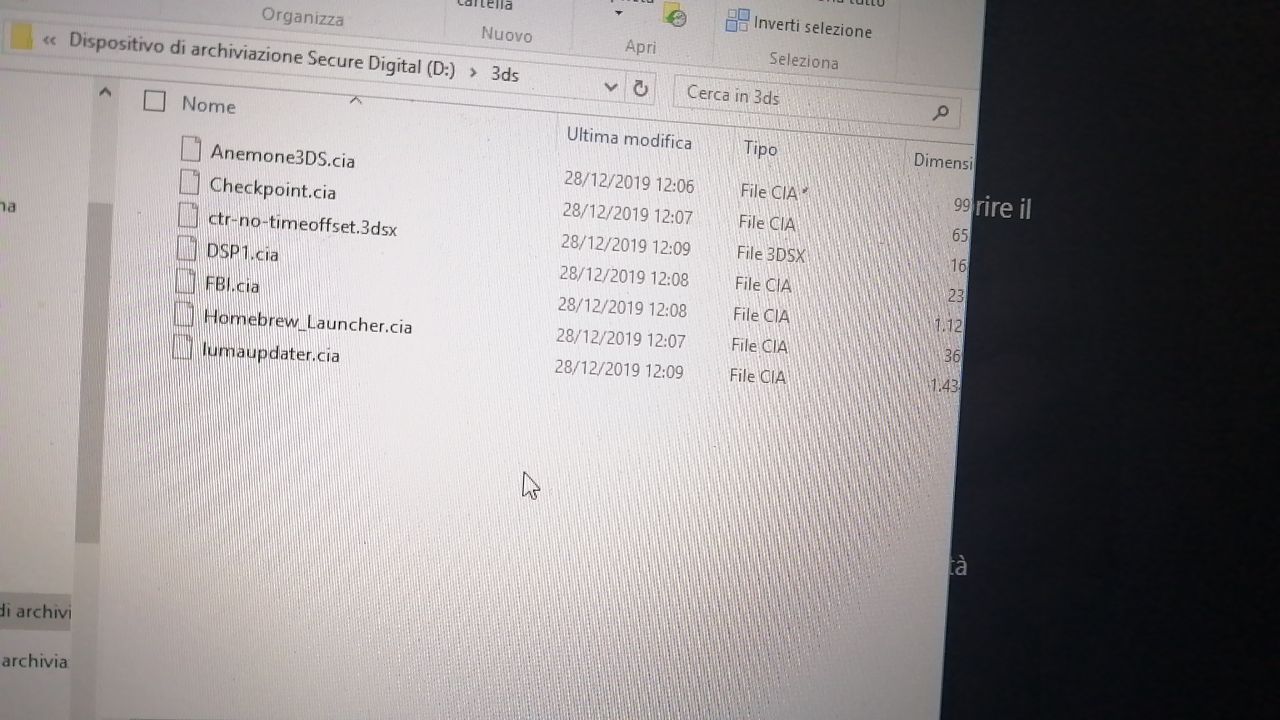 cartella
Inverti selezione
Organizza
Nuovo
Apri
Seleziona
« Dispositivo di archiviazione Secure Digital (D:) > 3ds
Cerca in 3ds
Nome Ultima modifica Tipo Dimensi
Anemone3DS.cia 28/12/2019 12:06 File CIA 99
Checkpoint.cia 28/12/2019 12:07 File CIA 65
ctr-no-timeoffset.3dsx 28/12/2019 12:09 File 3DSX 16
DSP1.cia 28/12/2019 12:08 File CIA 23
FBI.cia 28/12/2019 12:08 File CIA 1.12
Homebrew_Launcher.cia 28/12/2019 12:07 File CIA 36
lumaupdater.cia 28/12/2019 12:09 File CIA 1.43
rire il
tà
di archivi
archivia